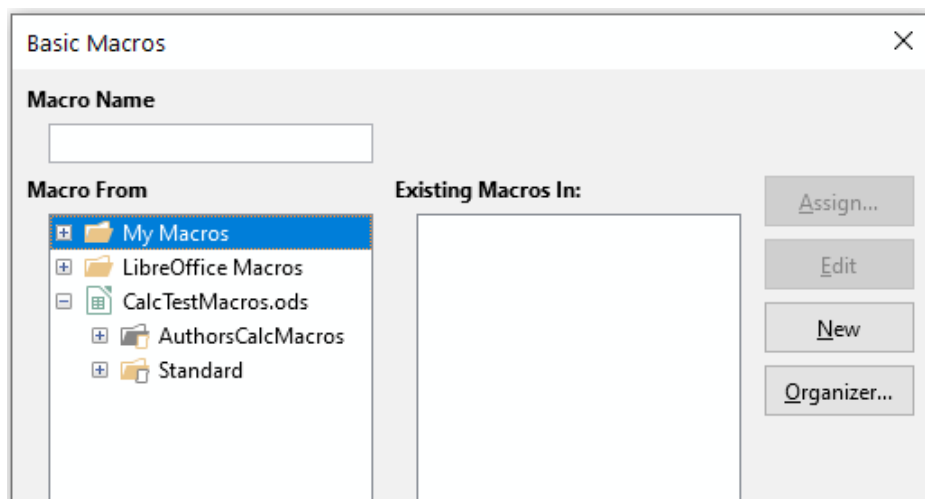 Basic Macros
Macro Name
Macro From
Existing Macros In:
My Macros
LibreOffice Macros
CalcTestMacros.ods
AuthorsCalcMacros
Standard
Assign...
Edit
New
Organizer...